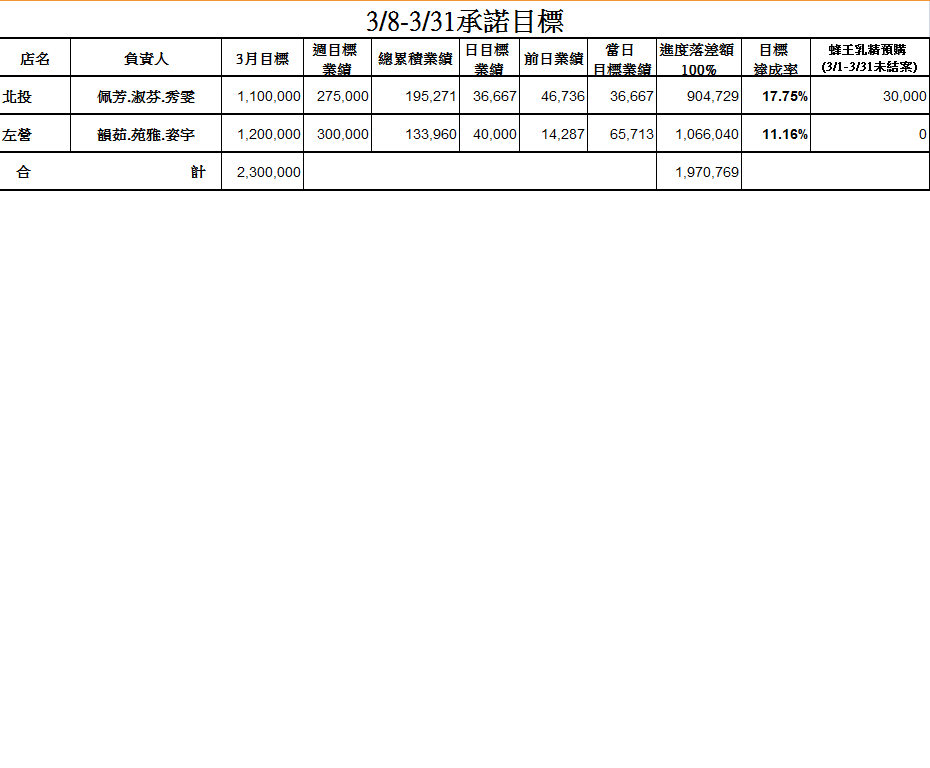 3/8-3/31承諾目標
店名 負責人 3月目標 週目標業績 總累積業績 日目標業績 前日業績 當日目標業績 進度落差額100% 目標達成率 蜂王乳精預購(3/1-3/31未結案)
北投 佩芳.淑芬.秀雯 1,100,000 275,000 195,271 36,667 46,736 36,667 904,729 17.75% 30,000
左營 韻茹.苑雅.姿宇 1,200,000 300,000 133,960 40,000 14,287 65,713 1,066,040 11.16% 0
合計 2,300,000 1,970,769